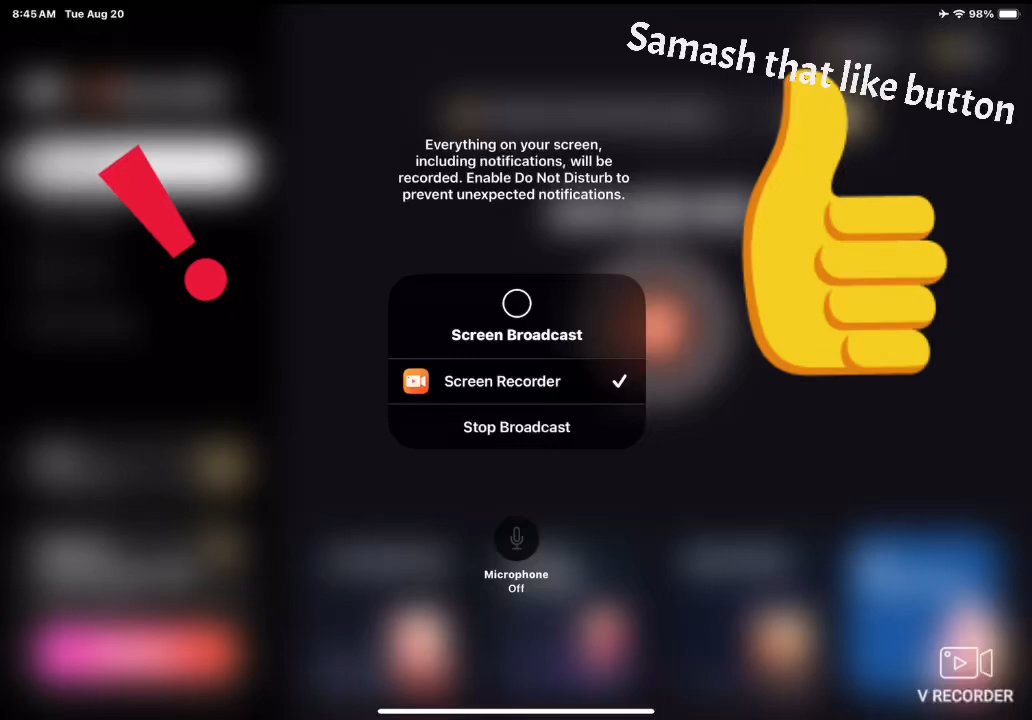 8:45 AM Tue Aug 20
98%
Samash that like button
Everything on your screen,
including notifications, will be
recorded. Enable Do Not Disturb to
prevent unexpected notifications.
Screen Broadcast
Screen Recorder
Stop Broadcast
Microphone
Off
V RECORDER